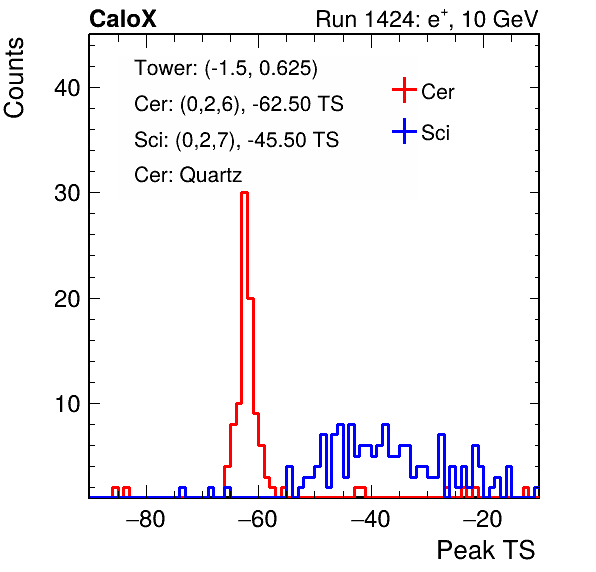 CaloX Run 1424: e⁺, 10 GeV
Counts
Tower: (-1.5, 0.625)
Cer: (0,2,6), -62.50 TS
Sci: (0,2,7), -45.50 TS
Cer: Quartz
Cer
Sci
40
30
20
10
−80 −60 −40 −20
Peak TS